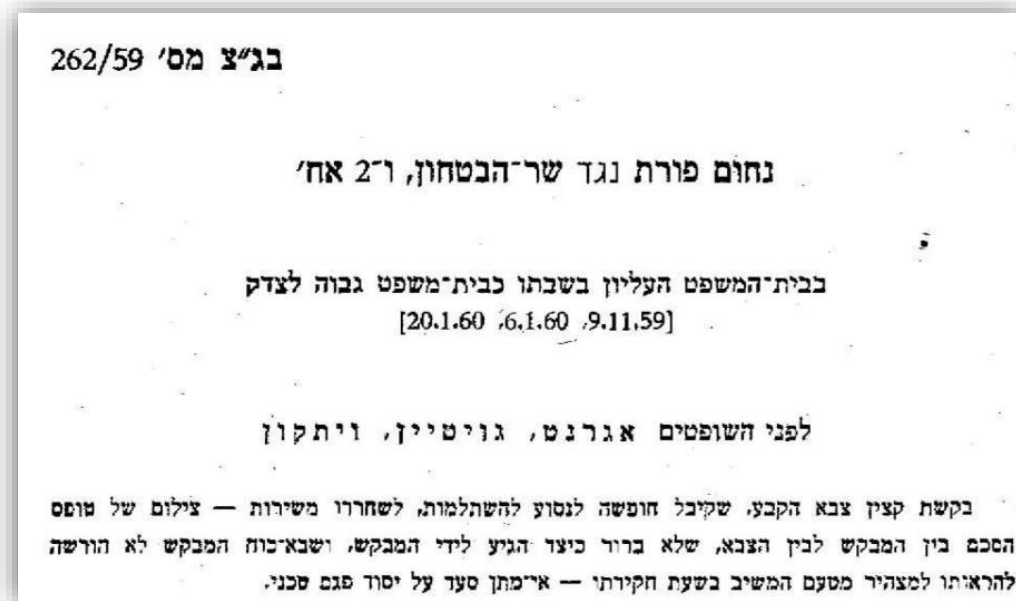 בג״צ מס׳ 262/59
נחום פורת נגד שר־הבטחון, ו־2 אח׳
בבית־המשפט העליון בשבתו כבית־משפט גבוה לצדק
[20.1.60 ,6.1.60 ,9.11.59]
לפני השופטים אגרנט, גויטיין, ויתקון
בקשת קצין צבא הקבע, שקיבל חופשה לנסוע להשתלמות, לשחררו משירות — צילום של טופס
הסכם בין המבקש לבין הצבא, שלא ברור כיצד הגיע לידי המבקש, ושבא־כוח המבקש לא הורשה
להראותו למצהיר מטעם המשיב בשעת חקירתו — אי־מתן סעד על יסוד פגם טכני.